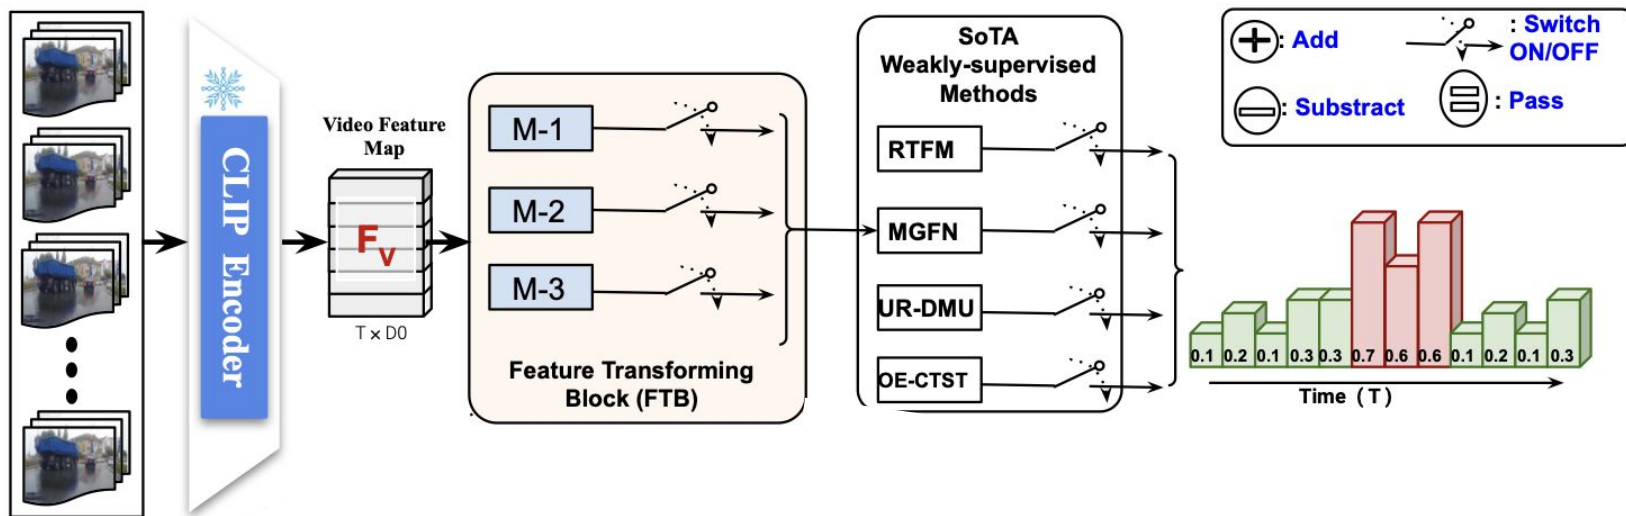 CLIP Encoder
Video Feature
Map
Fv
T × D0
M-1
M-2
M-3
Feature Transforming
Block (FTB)
SoTA
Weakly-supervised
Methods
RTFM
MGFN
UR-DMU
OE-CTST
: Add
: Switch
ON/OFF
: Substract
: Pass
0.1 0.2 0.1 0.3 0.3 0.7 0.6 0.6 0.1 0.2 0.1 0.3
Time ( T )